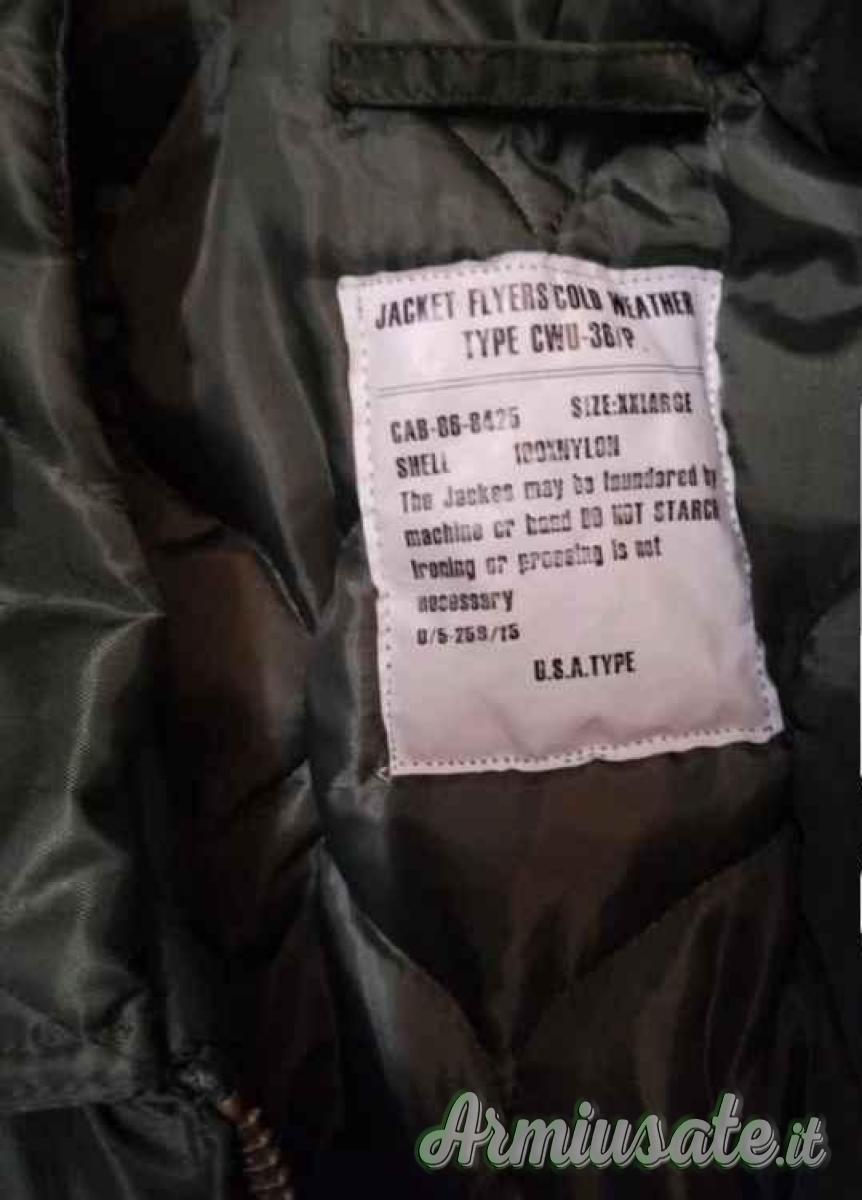 JACKET FLYERS COLD WEATHER
TYPE CWU-36/P
CAB-86-8425 SIZE:XXLARGE
SHELL 100%NYLON
The Jackes may be laundared by
machine or hand DO NOT STARCH
Ironing or pressing is not
necessary
U.S.A.TYPE
Armiusate.it